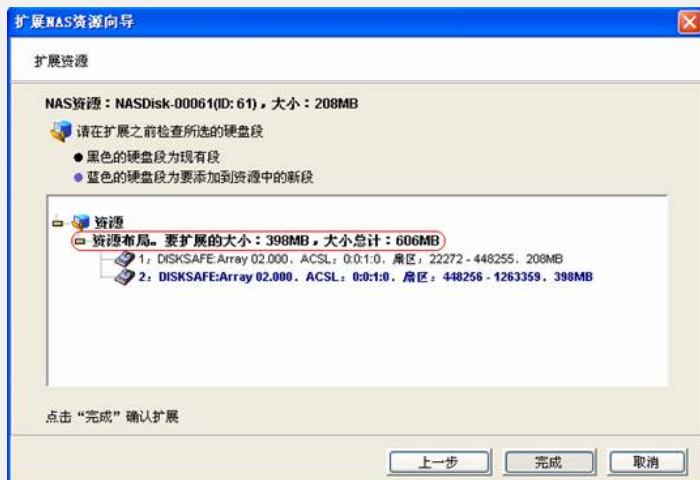 扩展NAS资源向导
扩展资源
NAS资源：NASDisk-00061(ID: 61)，大小：208MB
请在扩展之前检查所选的硬盘段
●黑色的硬盘段为现有段
●蓝色的硬盘段为要添加到资源中的新段
资源
资源布局。要扩展的大小：398MB，大小总计：606MB
1：DISKSAFE:Array 02.000. ACSL：0:0:1:0. 扇区：22272 - 448255. 208MB
2：DISKSAFE:Array 02.000. ACSL：0:0:1:0. 扇区：448256 - 1263359. 398MB
点击“完成”确认扩展
上一步 完成 取消